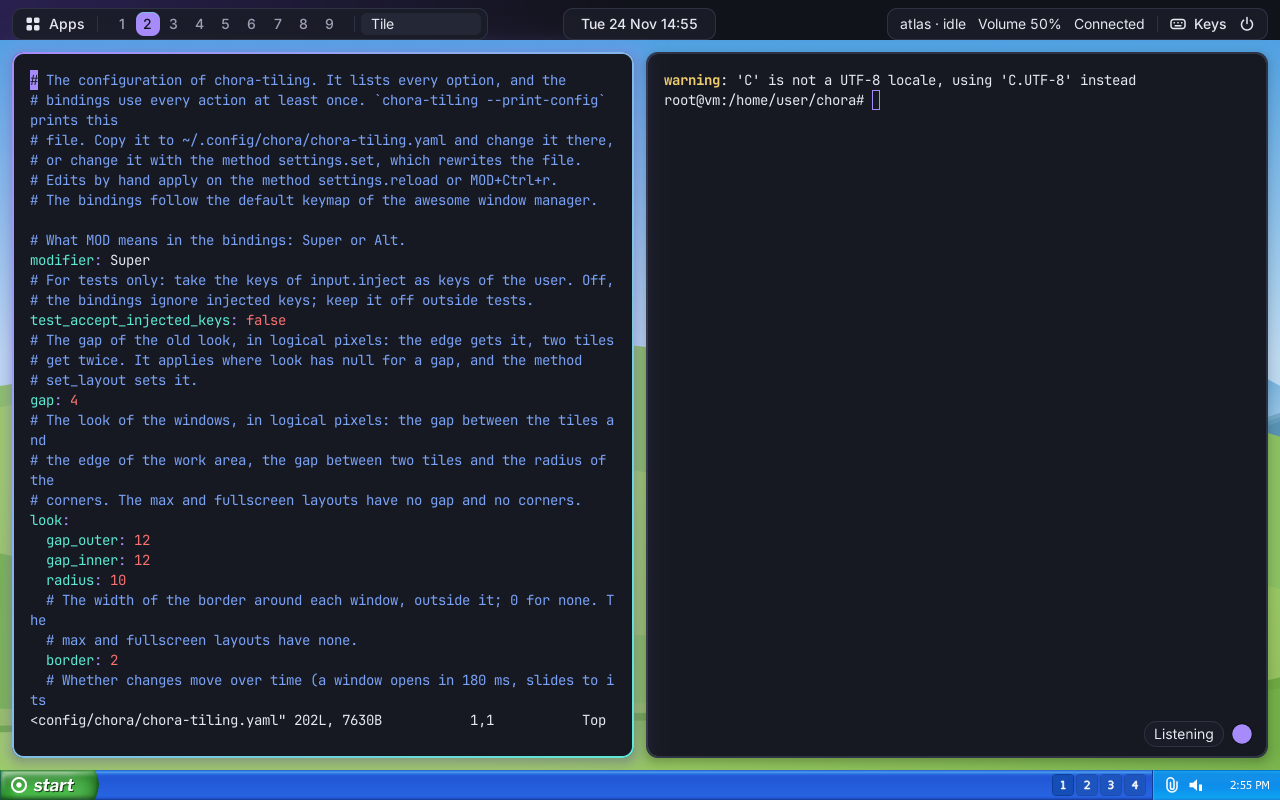 Apps 1 2 3 4 5 6 7 8 9 Tile Tue 24 Nov 14:55 atlas · idle Volume 50% Connected Keys
# The configuration of chora-tiling. It lists every option, and the
# bindings use every action at least once. `chora-tiling --print-config`
prints this
# file. Copy it to ~/.config/chora/chora-tiling.yaml and change it there,
# or change it with the method settings.set, which rewrites the file.
# Edits by hand apply on the method settings.reload or MOD+Ctrl+r.
# The bindings follow the default keymap of the awesome window manager.
# What MOD means in the bindings: Super or Alt.
modifier: Super
# For tests only: take the keys of input.inject as keys of the user. Off,
# the bindings ignore injected keys; keep it off outside tests.
test_accept_injected_keys: false
# The gap of the old look, in logical pixels: the edge gets it, two tiles
# get twice. It applies where look has null for a gap, and the method
# set_layout sets it.
gap: 4
# The look of the windows, in logical pixels: the gap between the tiles a
nd
# the edge of the work area, the gap between two tiles and the radius of
the
# corners. The max and fullscreen layouts have no gap and no corners.
look:
  gap_outer: 12
  gap_inner: 12
  radius: 10
  # The width of the border around each window, outside it; 0 for none. T
he
  # max and fullscreen layouts have none.
  border: 2
  # Whether changes move over time (a window opens in 180 ms, slides to i
ts
<config/chora/chora-tiling.yaml" 202L, 7630B 1,1 Top
warning: 'C' is not a UTF-8 locale, using 'C.UTF-8' instead
root@vm:/home/user/chora#
Listening
start 1 2 3 4 2:55 PM